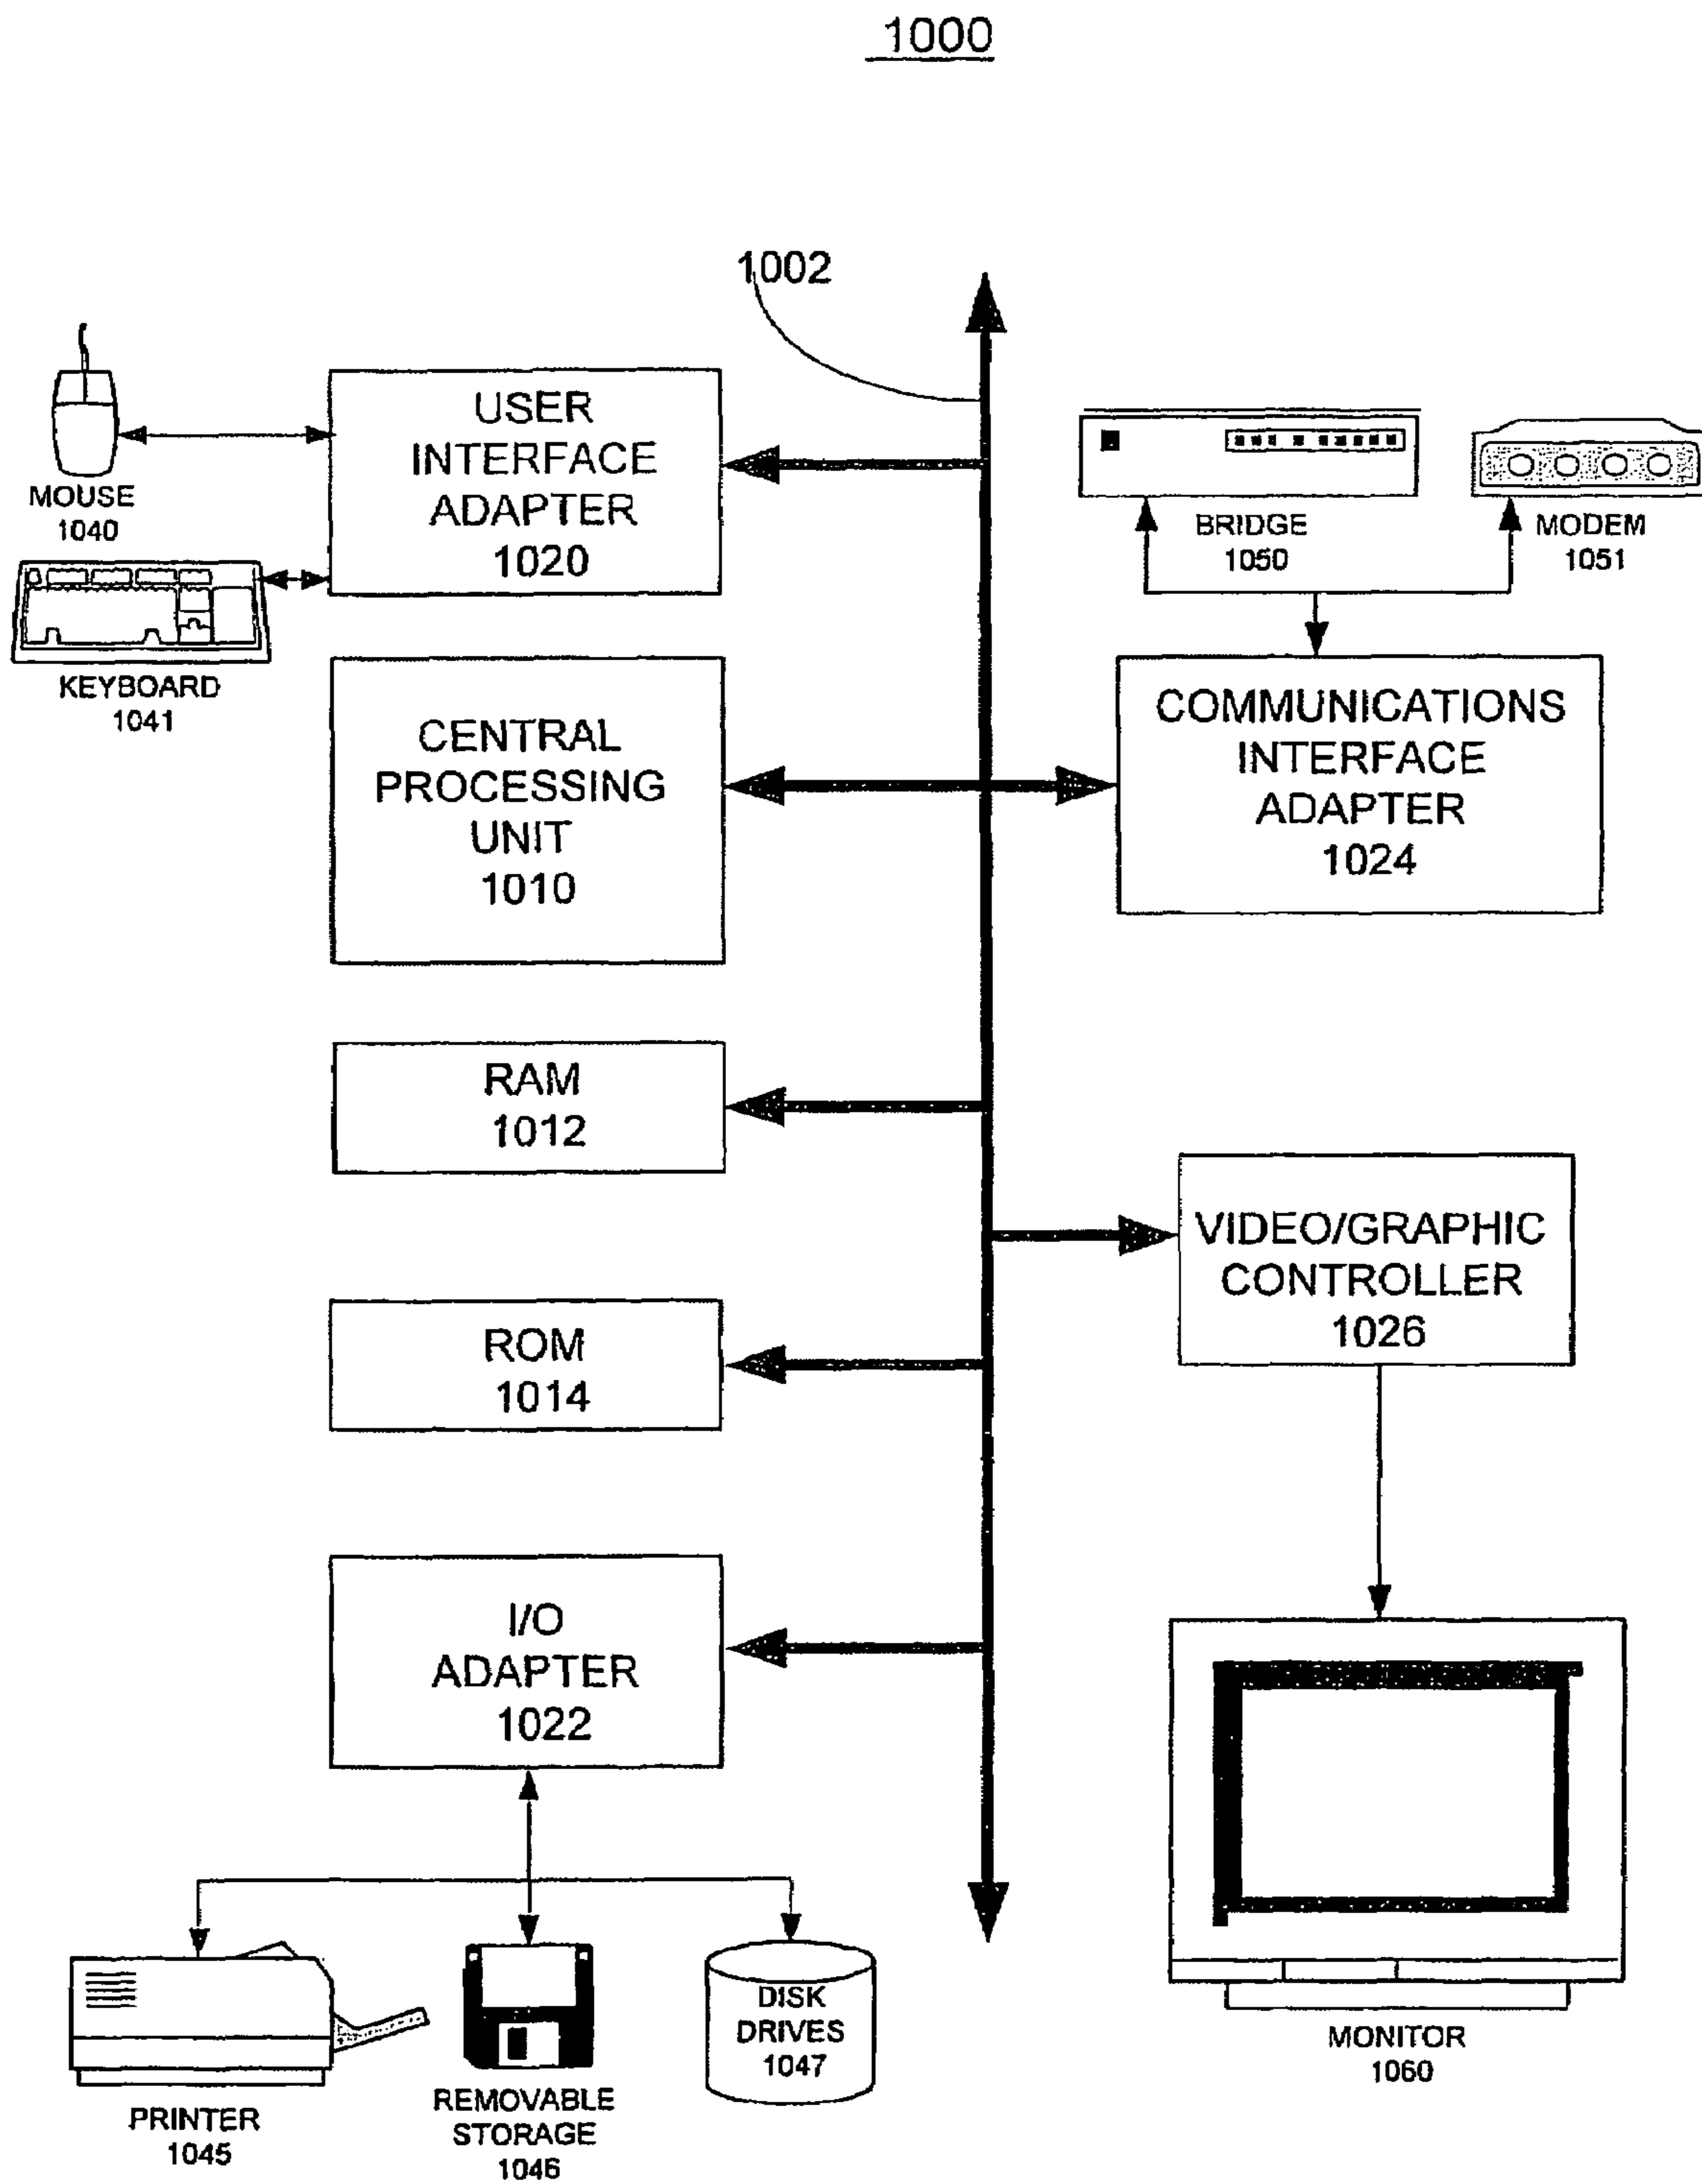 1000
1002
USER
INTERFACE
ADAPTER
1020
MOUSE
1040
KEYBOARD
1041
BRIDGE
1050
MODEM
1051
CENTRAL
PROCESSING
UNIT
1010
COMMUNICATIONS
INTERFACE
ADAPTER
1024
RAM
1012
VIDEO/GRAPHIC
CONTROLLER
1026
ROM
1014
I/O
ADAPTER
1022
PRINTER
1045
REMOVABLE
STORAGE
1046
DISK
DRIVES
1047
MONITOR
1060